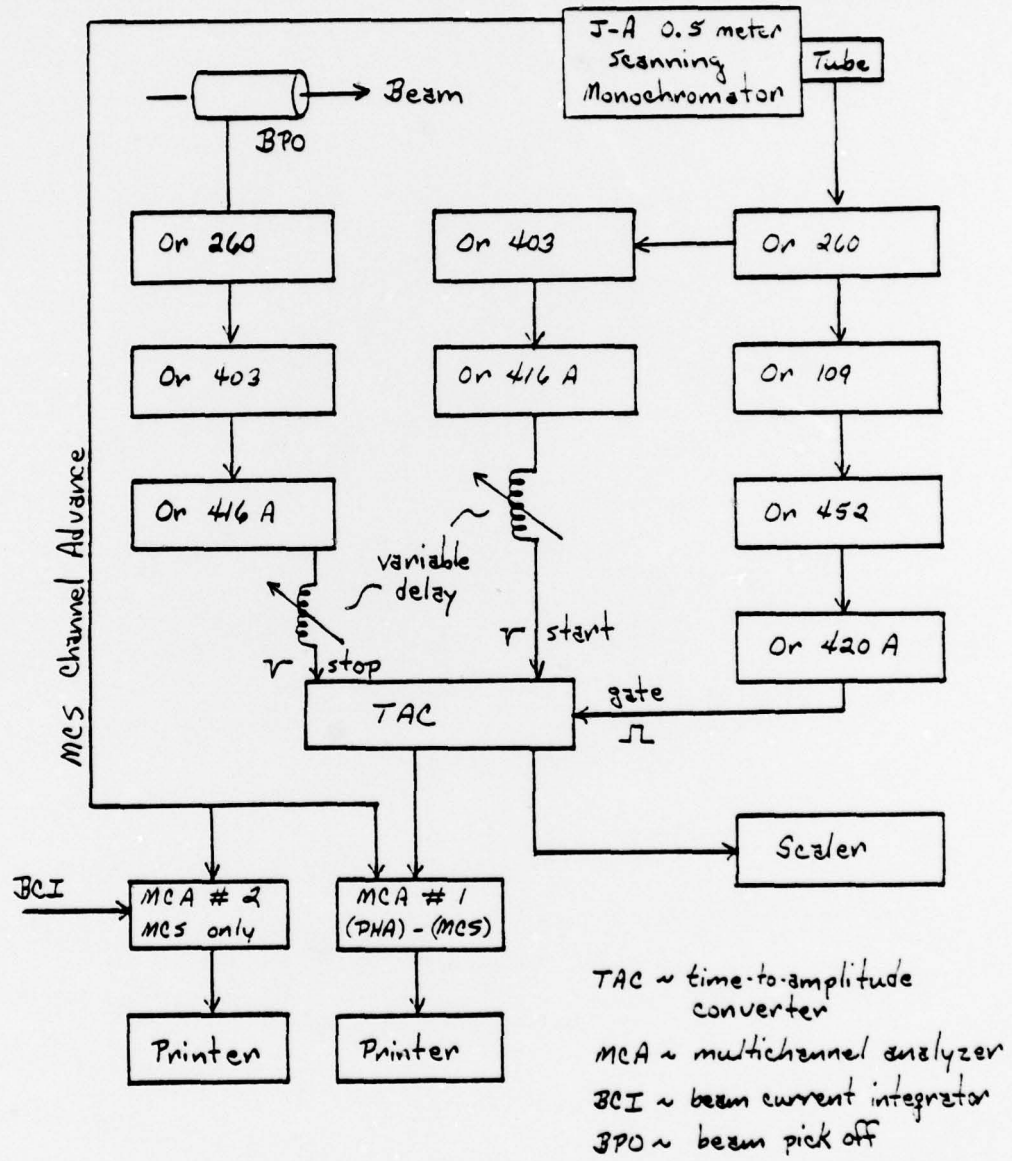 J-A 0.5 meter
Scanning
Monochromator
Tube
Beam
BPO
Or 260
Or 403
Or 260
Or 403
Or 416 A
Or 109
Or 416 A
Or 452
variable
delay
Or 420 A
MCS Channel Advance
stop
start
gate
TAC
Scaler
BCI
MCA # 2
MCS only
MCA # 1
(PHA) - (MCS)
Printer
Printer
TAC ~ time-to-amplitude
converter
MCA ~ multichannel analyzer
BCI ~ beam current integrator
BPO ~ beam pick off